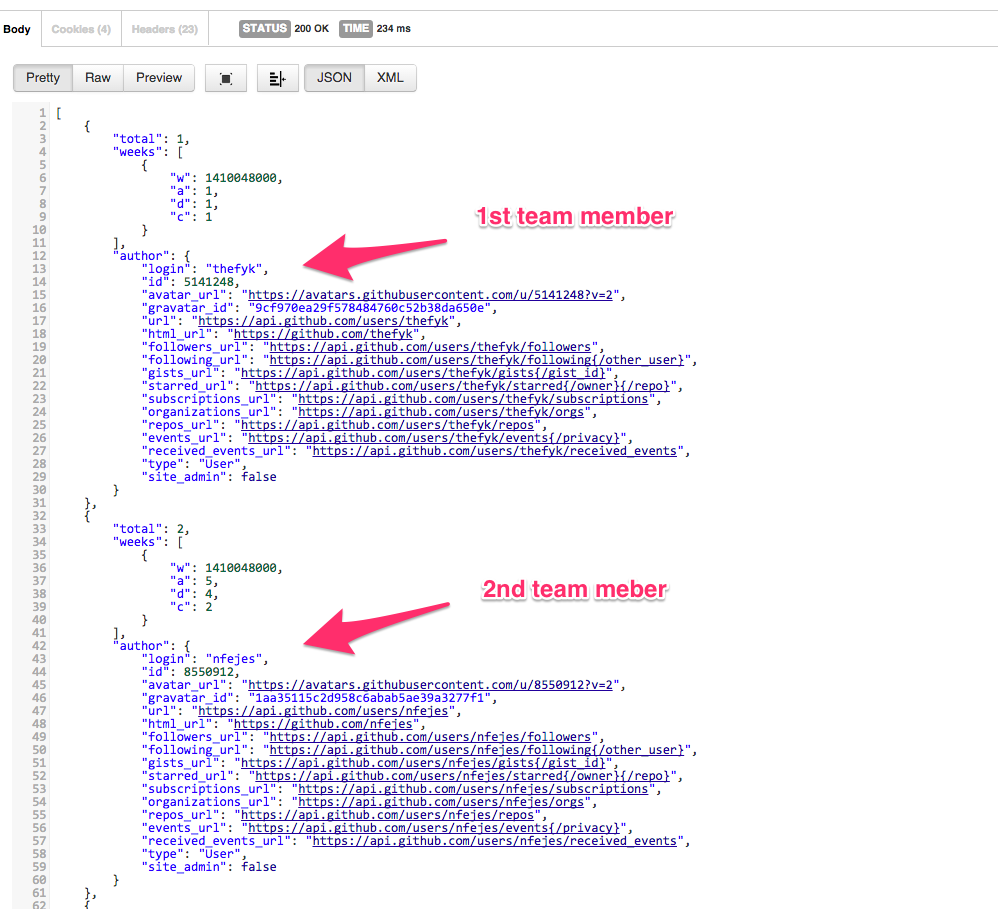 Body Cookies (4) Headers (23) STATUS 200 OK TIME 234 ms
Pretty Raw Preview JSON XML
1 [
2 {
3 "total": 1,
4 "weeks": [
5 {
6 "w": 1410048000,
7 "a": 1,
8 "d": 1,
9 "c": 1
10 }
11 ],
12 "author": {
13 "login": "thefyk",
14 "id": 5141248,
15 "avatar_url": "https://avatars.githubusercontent.com/u/5141248?v=2",
16 "gravatar_id": "9cf970ea29f578484760c52b38da650e",
17 "url": "https://api.github.com/users/thefyk",
18 "html_url": "https://github.com/thefyk",
19 "followers_url": "https://api.github.com/users/thefyk/followers",
20 "following_url": "https://api.github.com/users/thefyk/following{/other_user}",
21 "gists_url": "https://api.github.com/users/thefyk/gists{/gist_id}",
22 "starred_url": "https://api.github.com/users/thefyk/starred{/owner}{/repo}",
23 "subscriptions_url": "https://api.github.com/users/thefyk/subscriptions",
24 "organizations_url": "https://api.github.com/users/thefyk/orgs",
25 "repos_url": "https://api.github.com/users/thefyk/repos",
26 "events_url": "https://api.github.com/users/thefyk/events{/privacy}",
27 "received_events_url": "https://api.github.com/users/thefyk/received_events",
28 "type": "User",
29 "site_admin": false
30 }
31 },
32 {
33 "total": 2,
34 "weeks": [
35 {
36 "w": 1410048000,
37 "a": 5,
38 "d": 4,
39 "c": 2
40 }
41 ],
42 "author": {
43 "login": "nfejes",
44 "id": 8550912,
45 "avatar_url": "https://avatars.githubusercontent.com/u/8550912?v=2",
46 "gravatar_id": "1aa35115c2d958c6abab5ae39a3277f1",
47 "url": "https://api.github.com/users/nfejes",
48 "html_url": "https://github.com/nfejes",
49 "followers_url": "https://api.github.com/users/nfejes/followers",
50 "following_url": "https://api.github.com/users/nfejes/following{/other_user}",
51 "gists_url": "https://api.github.com/users/nfejes/gists{/gist_id}",
52 "starred_url": "https://api.github.com/users/nfejes/starred{/owner}{/repo}",
53 "subscriptions_url": "https://api.github.com/users/nfejes/subscriptions",
54 "organizations_url": "https://api.github.com/users/nfejes/orgs",
55 "repos_url": "https://api.github.com/users/nfejes/repos",
56 "events_url": "https://api.github.com/users/nfejes/events{/privacy}",
57 "received_events_url": "https://api.github.com/users/nfejes/received_events",
58 "type": "User",
59 "site_admin": false
60 }
61 },
62 {
1st team member
2nd team meber